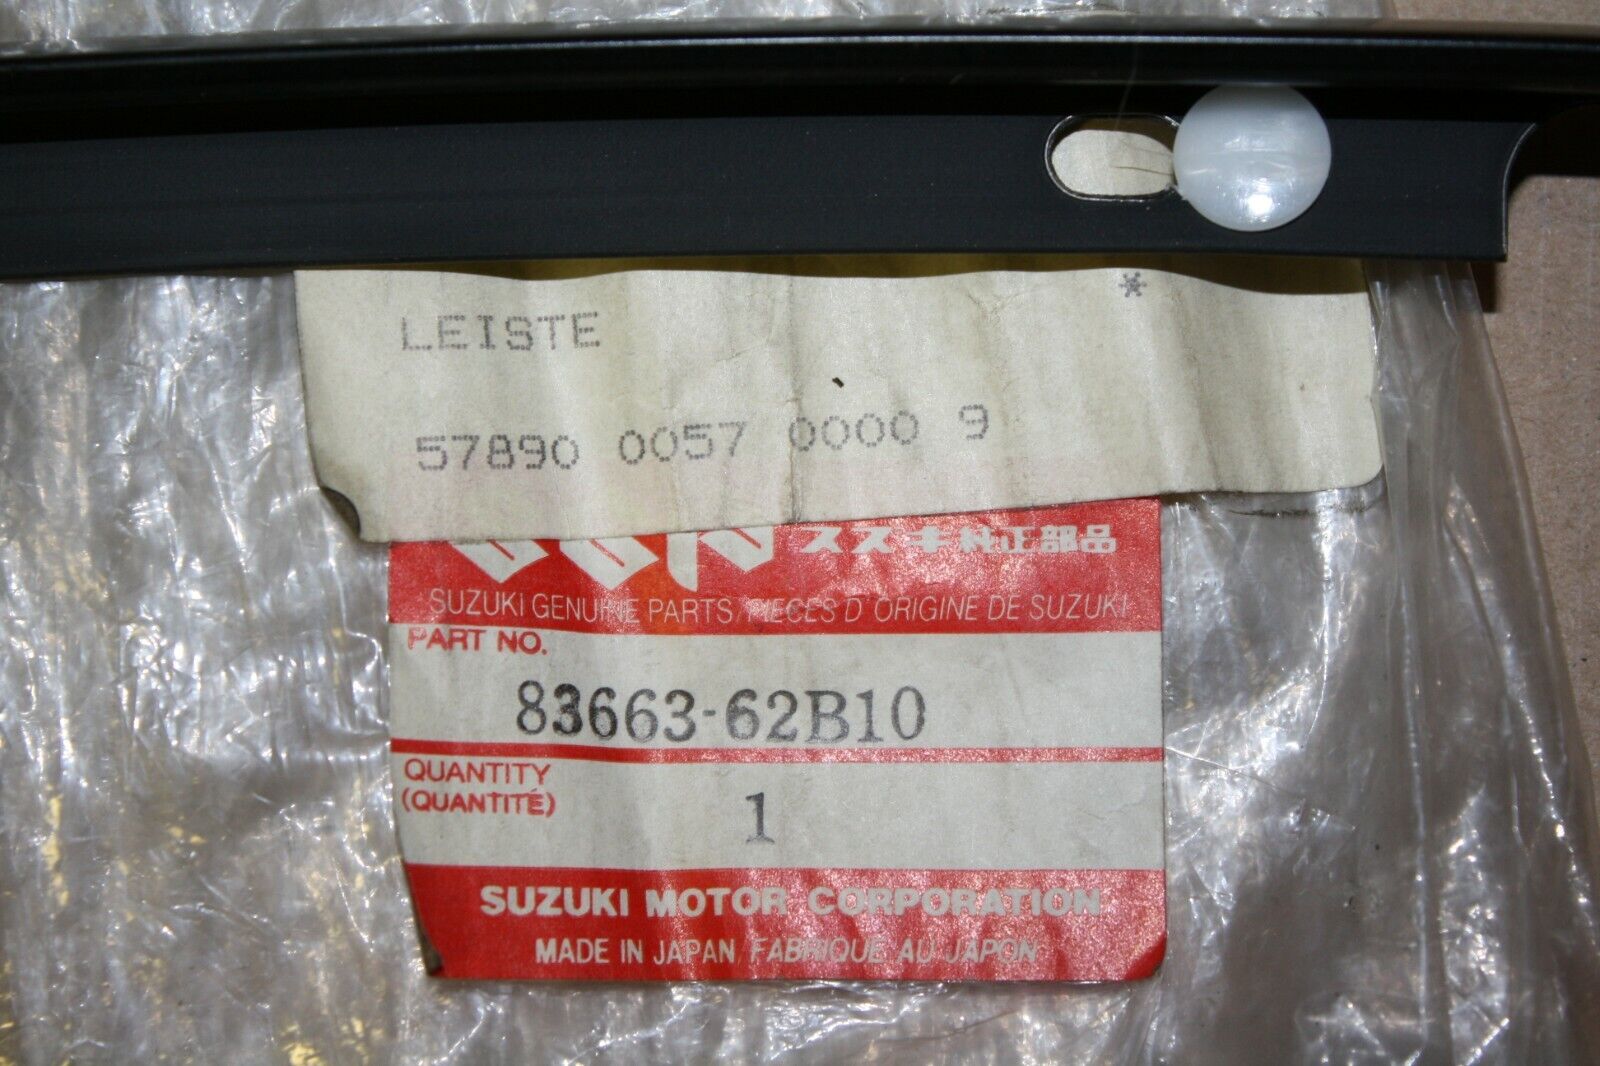 *
LEISTE
57890 0057 0000 9
スズキ純正部品
SUZUKI GENUINE PARTS/PIECES D'ORIGINE DE SUZUKI
PART NO.
83663-62B10
QUANTITY
(QUANTITÉ)
1
SUZUKI MOTOR CORPORATION
MADE IN JAPAN FABRIQUE AU JAPON